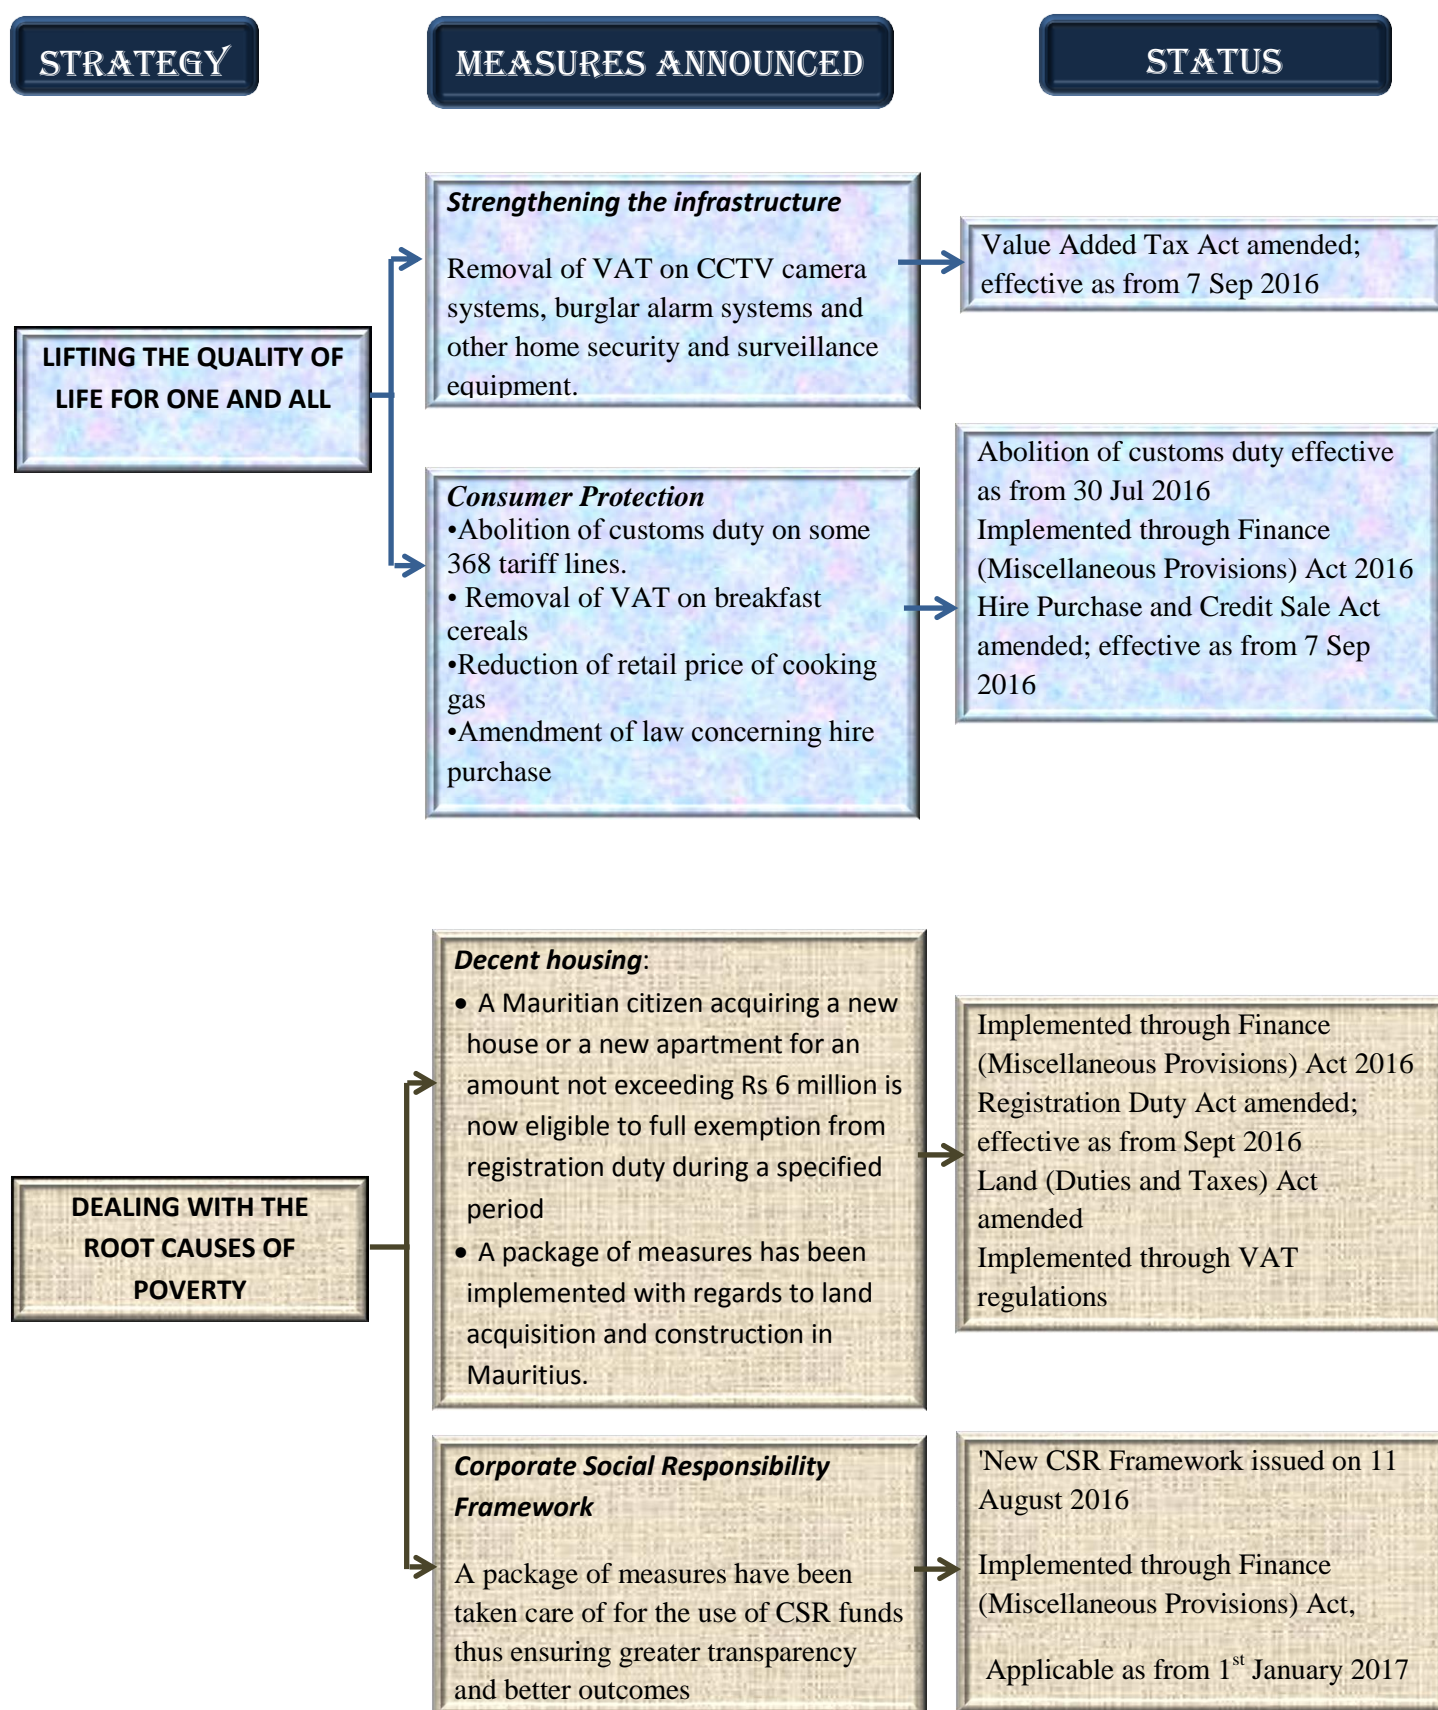 STRATEGY
MEASURES ANNOUNCED
STATUS
LIFTING THE QUALITY OF
LIFE FOR ONE AND ALL
Strengthening the infrastructure
Removal of VAT on CCTV camera
systems, burglar alarm systems and
other home security and surveillance
equipment.
Value Added Tax Act amended;
effective as from 7 Sep 2016
Consumer Protection
•Abolition of customs duty on some
368 tariff lines.
• Removal of VAT on breakfast
cereals
•Reduction of retail price of cooking
gas
•Amendment of law concerning hire
purchase
Abolition of customs duty effective
as from 30 Jul 2016
Implemented through Finance
(Miscellaneous Provisions) Act 2016
Hire Purchase and Credit Sale Act
amended; effective as from 7 Sep
2016
DEALING WITH THE
ROOT CAUSES OF
POVERTY
Decent housing:
• A Mauritian citizen acquiring a new
house or a new apartment for an
amount not exceeding Rs 6 million is
now eligible to full exemption from
registration duty during a specified
period
• A package of measures has been
implemented with regards to land
acquisition and construction in
Mauritius.
Implemented through Finance
(Miscellaneous Provisions) Act 2016
Registration Duty Act amended;
effective as from Sept 2016
Land (Duties and Taxes) Act
amended
Implemented through VAT
regulations
Corporate Social Responsibility
Framework
A package of measures have been
taken care of for the use of CSR funds
thus ensuring greater transparency
and better outcomes
'New CSR Framework issued on 11
August 2016
Implemented through Finance
(Miscellaneous Provisions) Act,
Applicable as from 1st January 2017